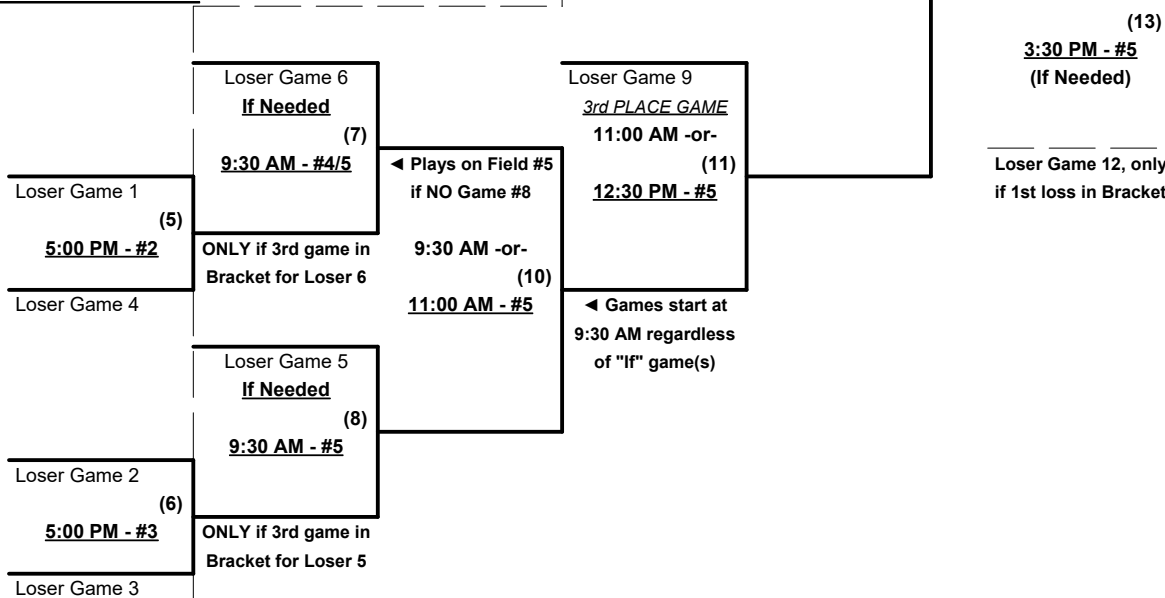 (13)
3:30 PM - #5
(If Needed)
Loser Game 12, only
if 1st loss in Bracket
Loser Game 6
If Needed
(7)
9:30 AM - #4/5
Loser Game 9
3rd PLACE GAME
11:00 AM -or-
(11)
12:30 PM - #5
◄ Plays on Field #5
if NO Game #8
Loser Game 1
(5)
5:00 PM - #2
Loser Game 4
ONLY if 3rd game in
Bracket for Loser 6
9:30 AM -or-
(10)
11:00 AM - #5
◄ Games start at
9:30 AM regardless
of "If" game(s)
Loser Game 5
If Needed
(8)
9:30 AM - #5
Loser Game 2
(6)
5:00 PM - #3
Loser Game 3
ONLY if 3rd game in
Bracket for Loser 5